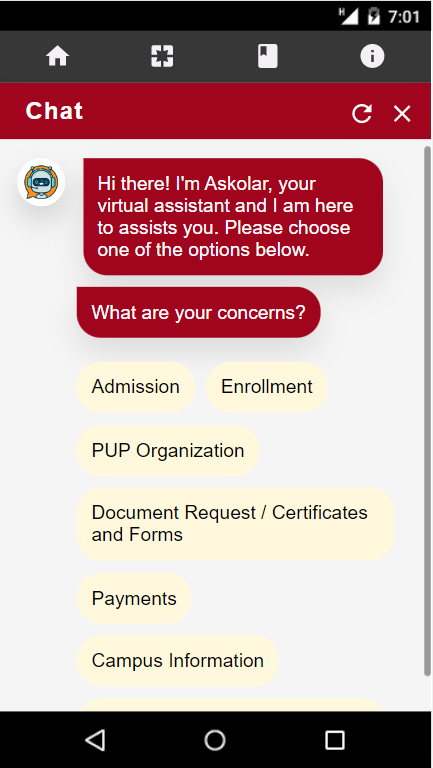 H 7:01
Chat
Hi there! I'm Askolar, your
virtual assistant and I am here
to assists you. Please choose
one of the options below.
What are your concerns?
Admission Enrollment
PUP Organization
Document Request / Certificates
and Forms
Payments
Campus Information